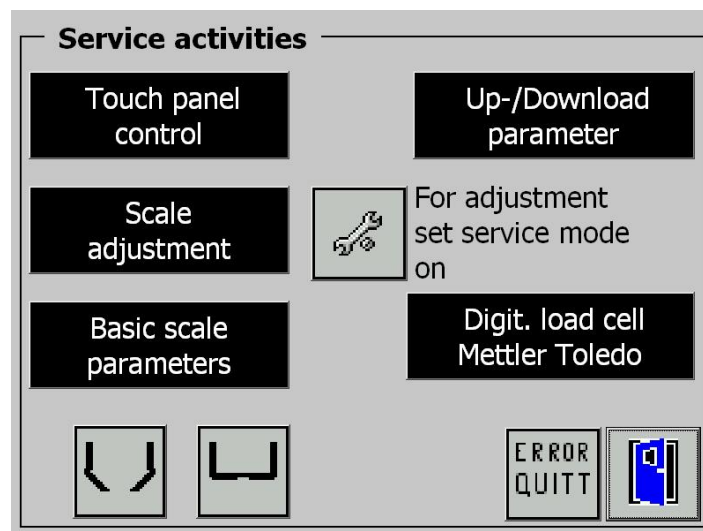 Service activities
Touch panel
control
Up-/Download
parameter
Scale
adjustment
For adjustment
set service mode
on
Basic scale
parameters
Digit. load cell
Mettler Toledo
ERROR
QUITT